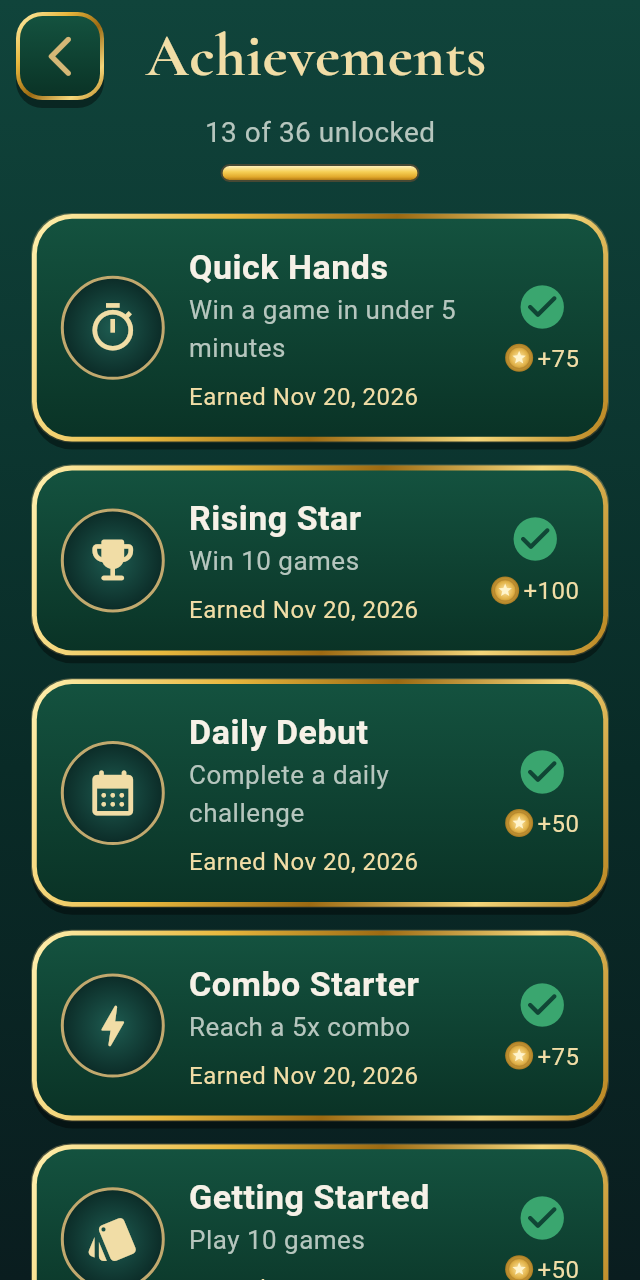 Achievements
13 of 36 unlocked
Quick Hands
Win a game in under 5
minutes
Earned Nov 20, 2026
+75
Rising Star
Win 10 games
Earned Nov 20, 2026
+100
Daily Debut
Complete a daily
challenge
Earned Nov 20, 2026
+50
Combo Starter
Reach a 5x combo
Earned Nov 20, 2026
+75
Getting Started
Play 10 games
+50